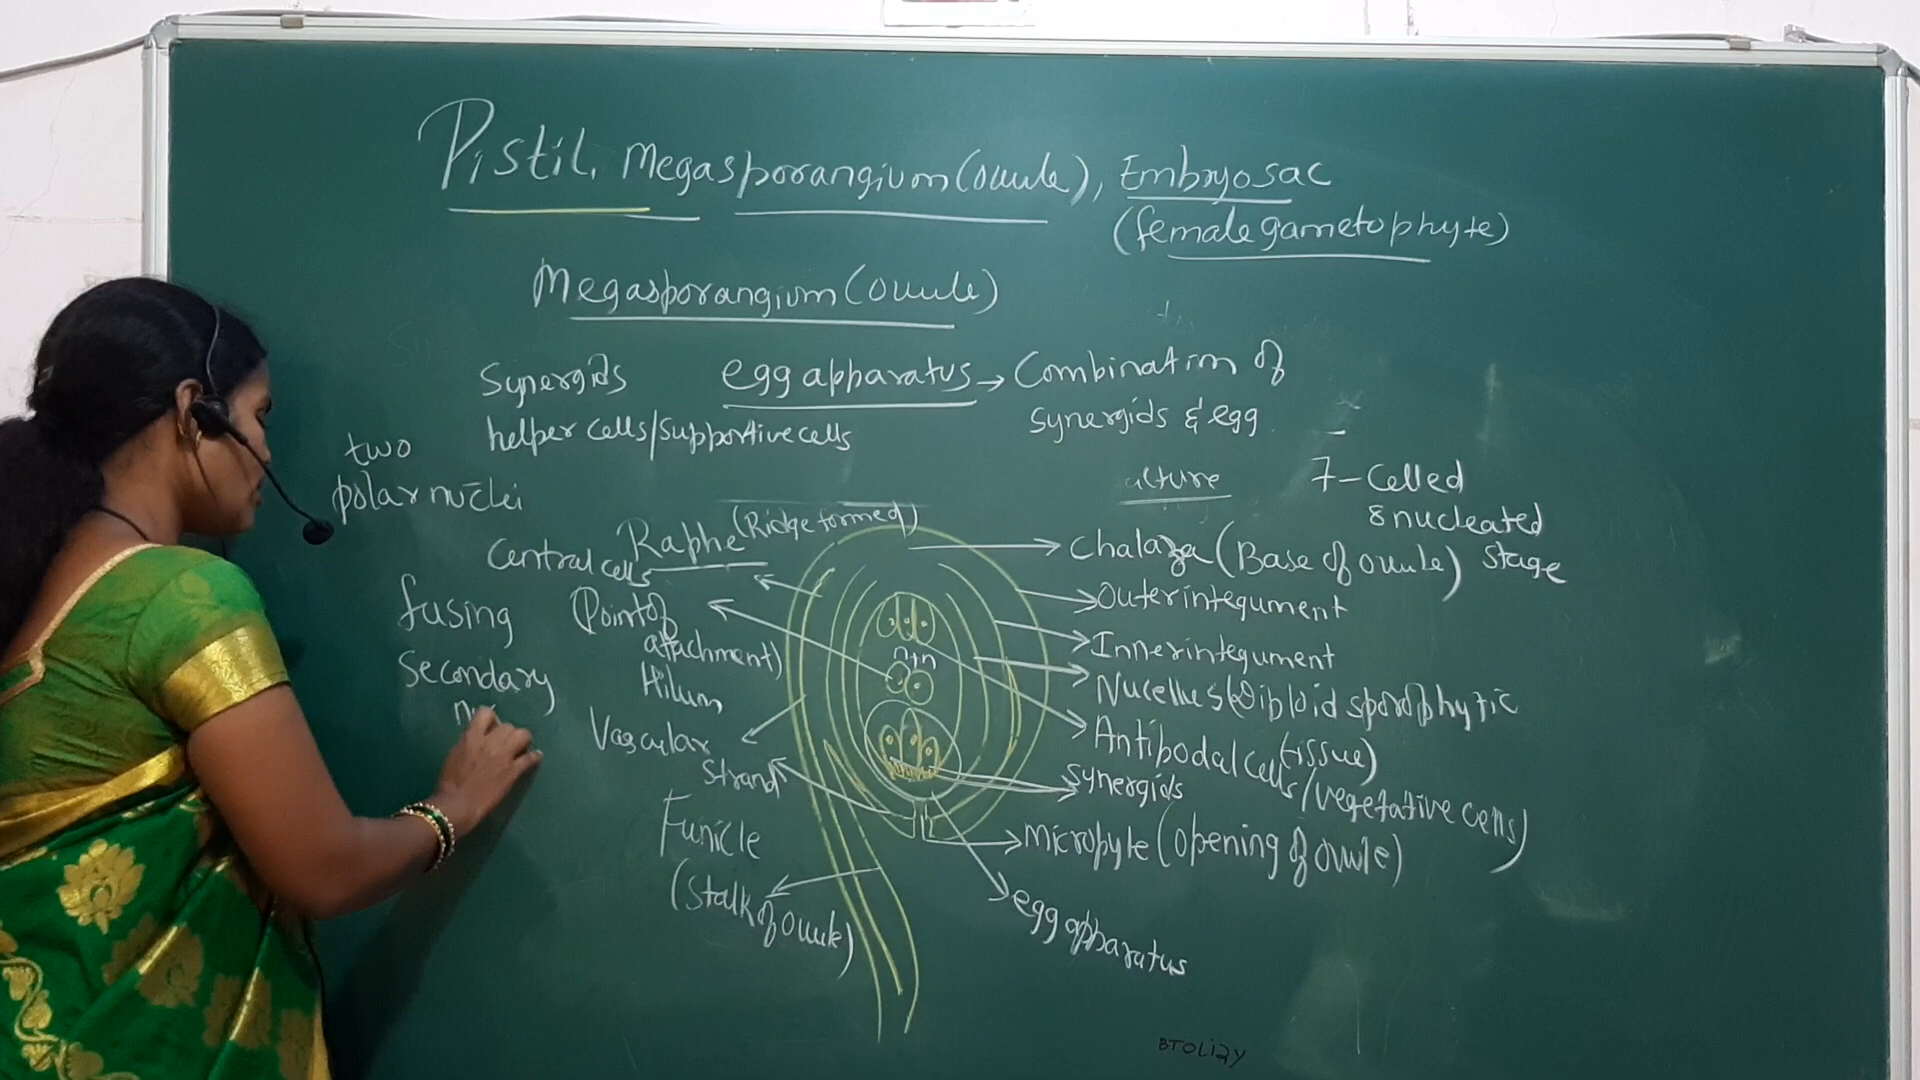 Pistil, Megasporangium (ovule), Embryosac
(female gametophyte)
Megasporangium (ovule)
Synergids
helper cells/supportive cells
egg apparatus → Combination of
synergids & egg
two
polar nuclei
7-Celled
8 nucleated
stage
Raphe (Ridge formed)
Central cells
fusing
Secondary
(Point of
attachment)
Hilum
Vascular
strand
Funicle
(Stalk of ovule)
n+n
Chalaza (Base of ovule)
Outer integument
Inner integument
Nucellus (Diploid sporophytic
tissue)
Antipodal cells/vegetative cells)
Synergids
Micropyle (opening of ovule)
egg apparatus
BTOLi2y